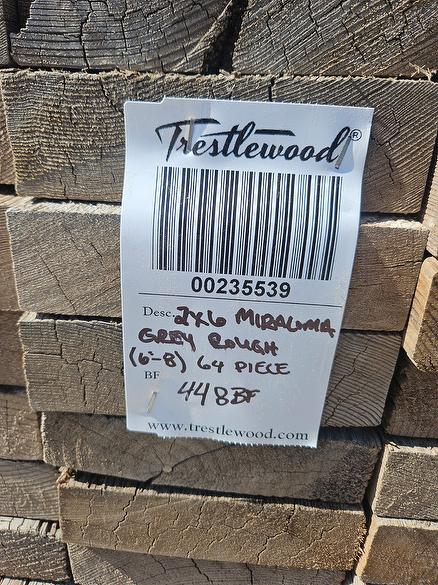 Trestlewood®
00235539
Desc. 2x6 MIRALOMA
GREY ROUGH
(6'-8') 64 PIECE
BF 448BF
www.trestlewood.com